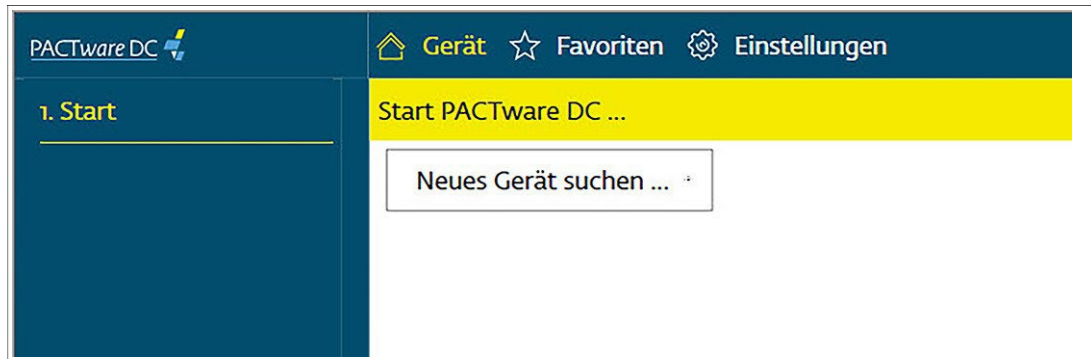 PACTware DC
Gerät Favoriten Einstellungen
1. Start
Start PACTware DC ...
Neues Gerät suchen ...